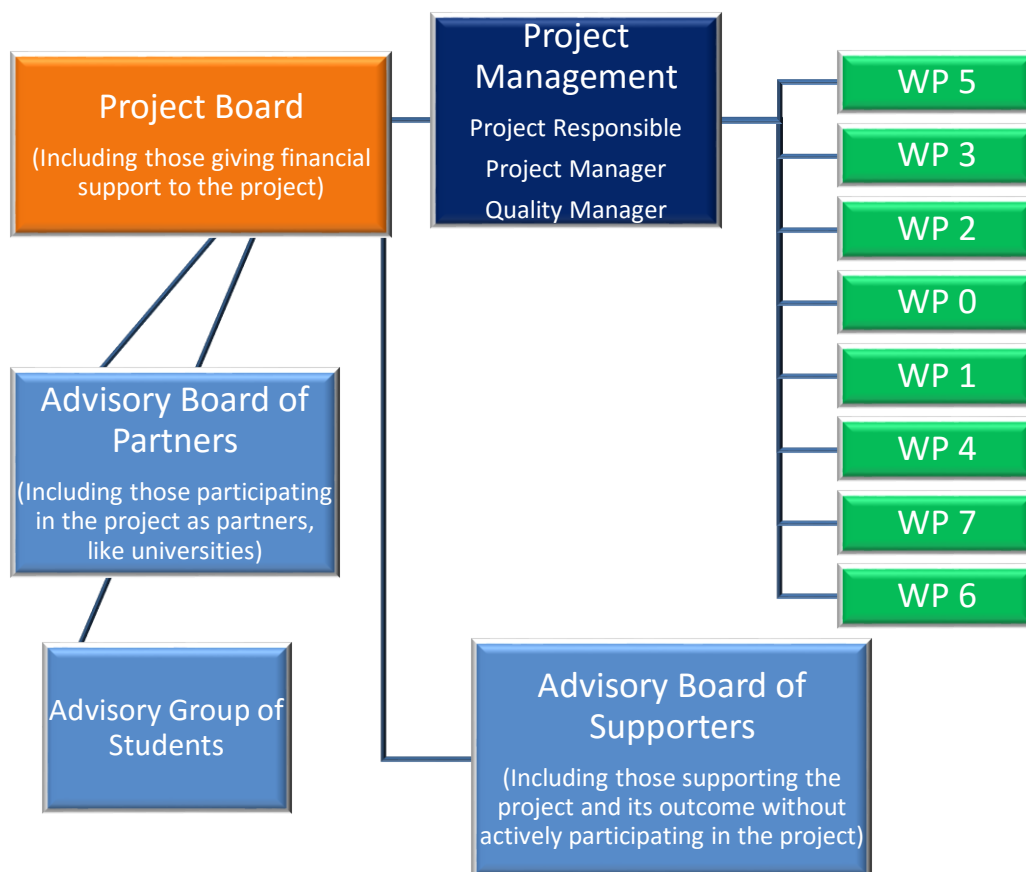 Project Board
(Including those giving financial
support to the project)
Project
Management
Project Responsible
Project Manager
Quality Manager
WP 5
WP 3
WP 2
WP 0
WP 1
WP 4
WP 7
WP 6
Advisory Board of
Partners
(Including those participating
in the project as partners,
like universities)
Advisory Group of
Students
Advisory Board of
Supporters
(Including those supporting the
project and its outcome without
actively participating in the project)